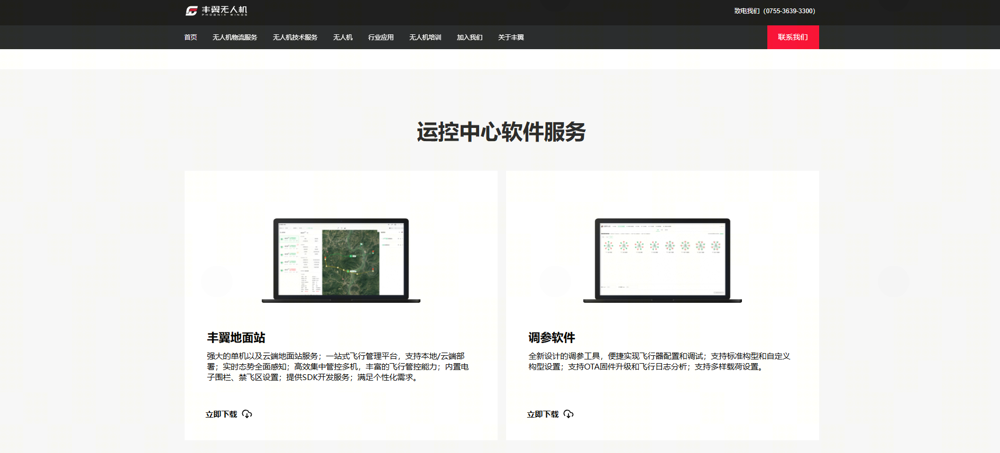 丰翼无人机
PHOENIX WINGS
致电我们（0755-3639-3300）
首页 无人机物流服务 无人机技术服务 无人机 行业应用 无人机培训 加入我们 关于丰翼 联系我们
运控中心软件服务
丰翼地面站
强大的单机以及云端地面站服务；一站式飞行管理平台，支持本地/云端部
署；实时态势全面感知；高效集中管控多机，丰富的飞行管控能力；内置电
子围栏、禁飞区设置；提供SDK开发服务；满足个性化需求。
立即下载
调参软件
全新设计的调参工具，便捷实现飞行器配置和调试；支持标准构型和自定义
构型设置；支持OTA固件升级和飞行日志分析；支持多样载荷设置。
立即下载